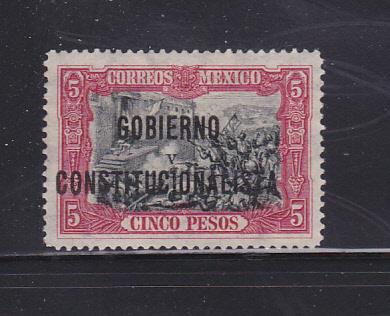 CORREOS MEXICO
5 5
GOBIERNO
V
CONSTITUCIONALISTA
5 5
CINCO PESOS